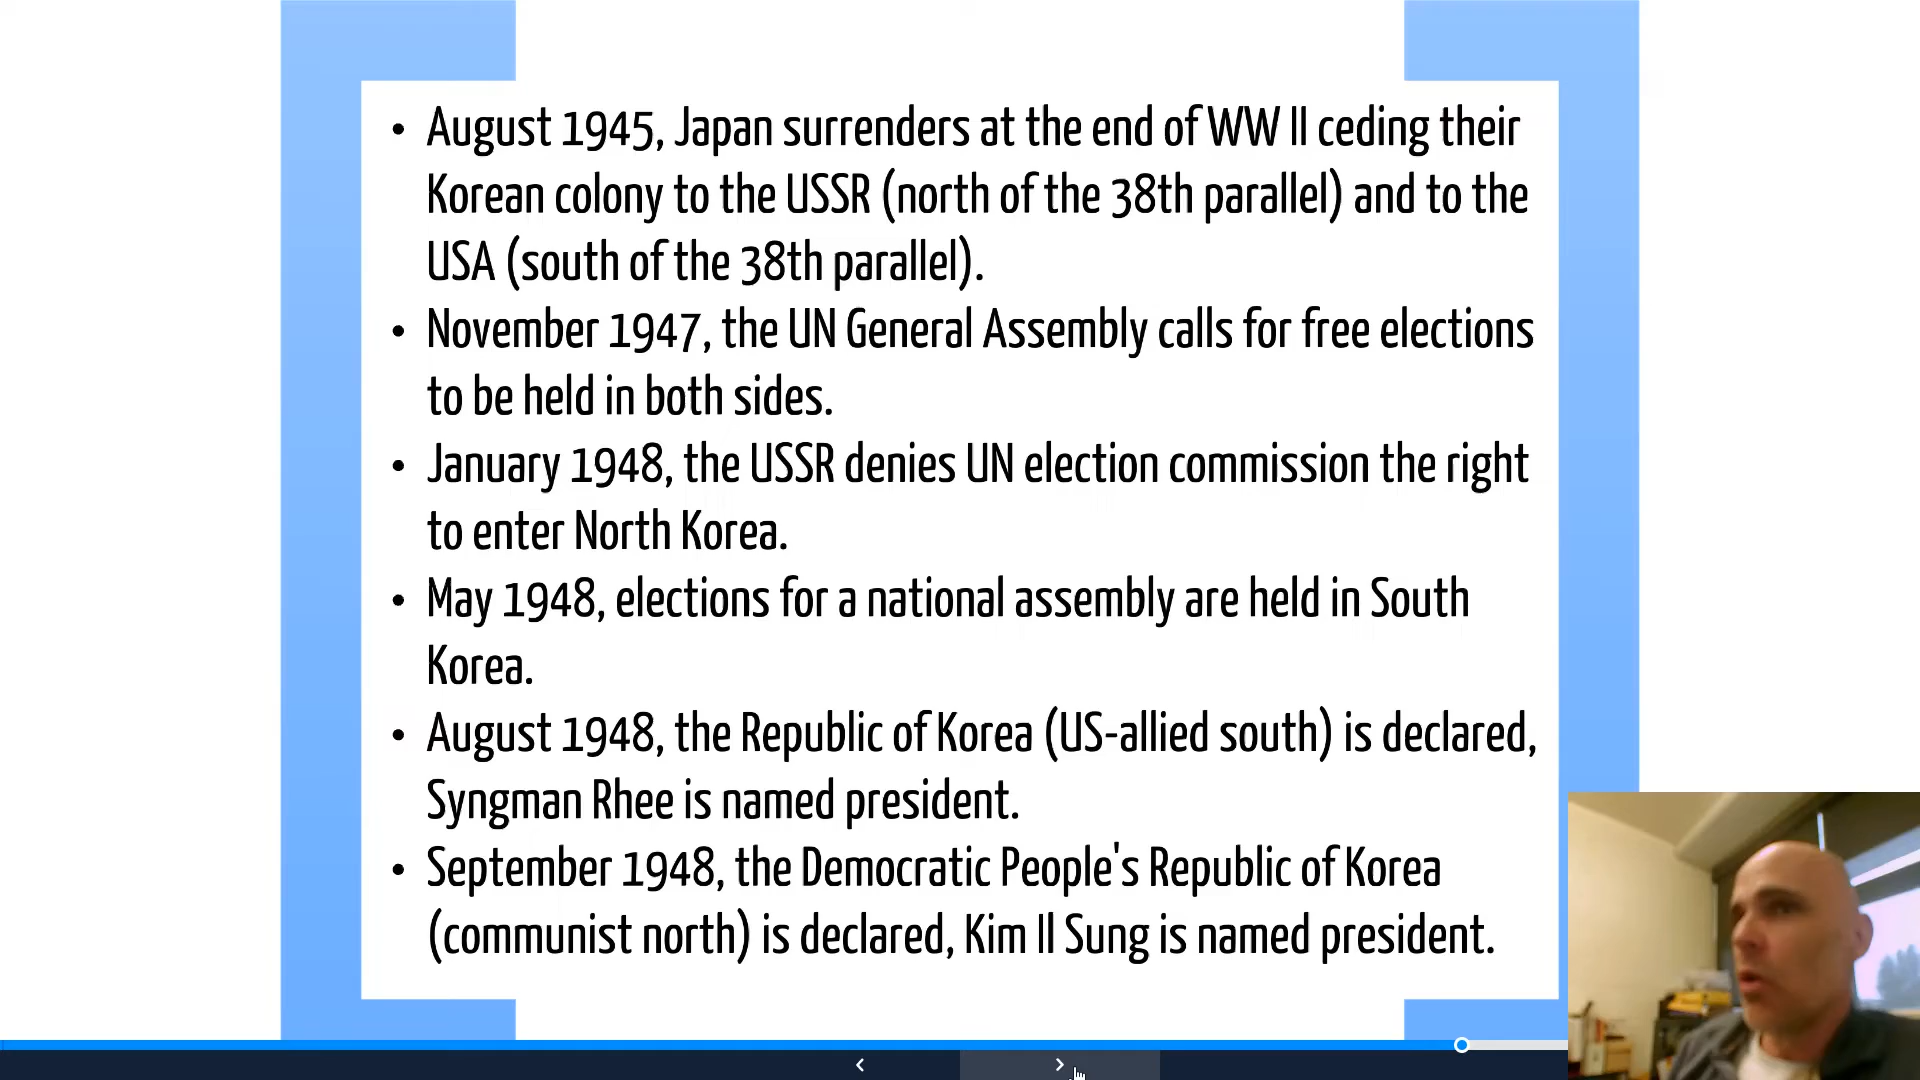 • August 1945, Japan surrenders at the end of WW II ceding their
Korean colony to the USSR (north of the 38th parallel) and to the
USA (south of the 38th parallel).
• November 1947, the UN General Assembly calls for free elections
to be held in both sides.
• January 1948, the USSR denies UN election commission the right
to enter North Korea.
• May 1948, elections for a national assembly are held in South
Korea.
• August 1948, the Republic of Korea (US-allied south) is declared,
Syngman Rhee is named president.
• September 1948, the Democratic People's Republic of Korea
(communist north) is declared, Kim Il Sung is named president.